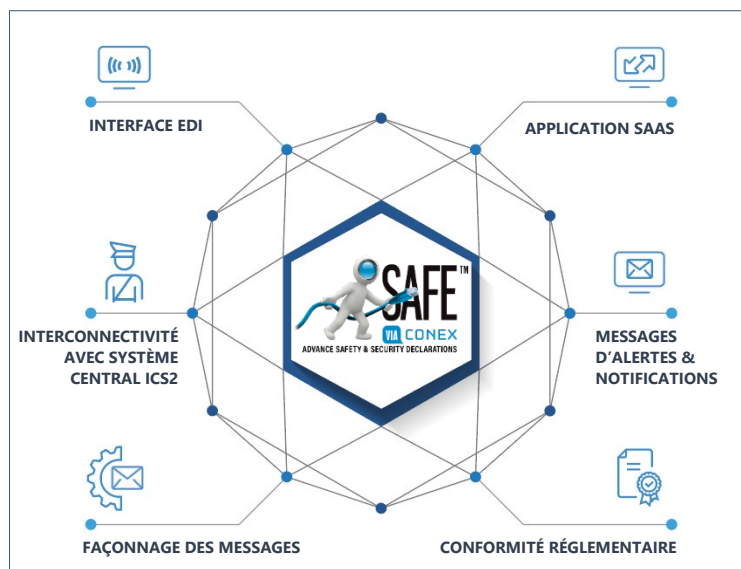 INTERFACE EDI
APPLICATION SAAS
SAFE™
VIA CONEX
ADVANCE SAFETY & SECURITY DECLARATIONS
INTERCONNECTIVITÉ
AVEC SYSTÈME
CENTRAL ICS2
MESSAGES
D'ALERTES &
NOTIFICATIONS
FAÇONNAGE DES MESSAGES
CONFORMITÉ RÉGLEMENTAIRE